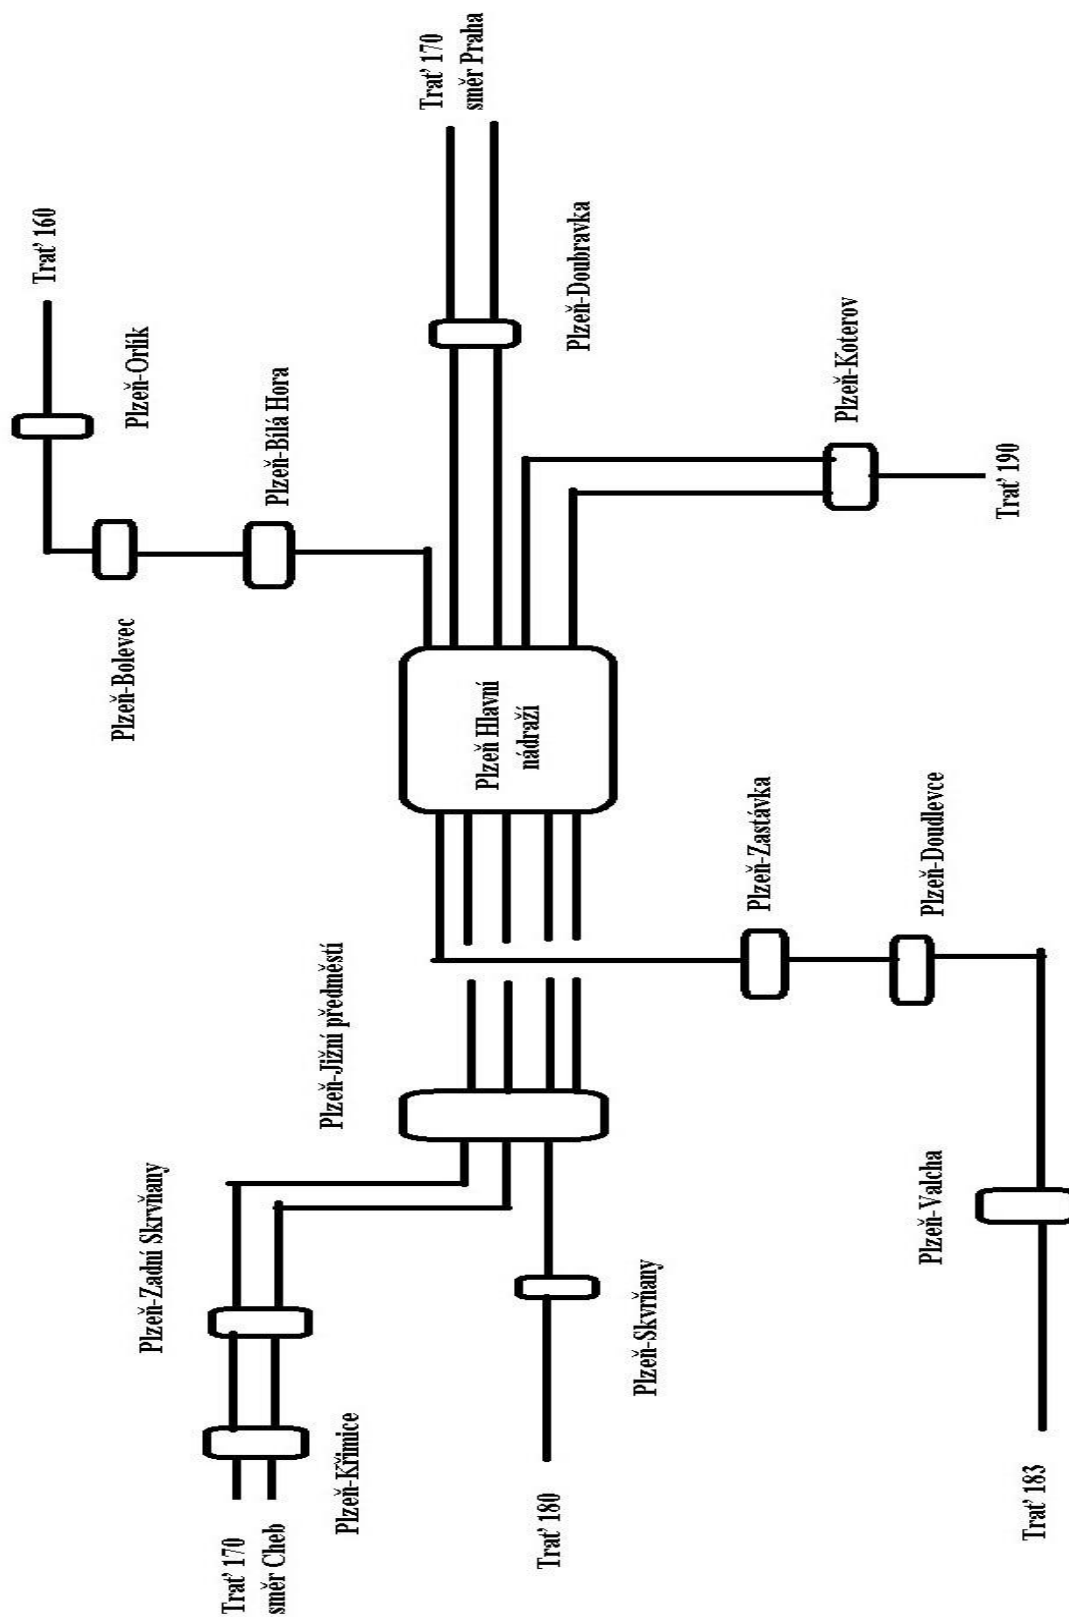 Trať 160
Plzeň-Orlík
Plzeň-Bílá Hora
Plzeň-Bolevec
Trať 170
směr Praha
Plzeň-Doubravka
Plzeň-Koterov
Trať 190
Plzeň Hlavní
nádraží
Plzeň-Zastávka
Plzeň-Doudlevce
Plzeň-Jižní předměstí
Plzeň-Zadní Skrvňany
Plzeň-Křimice
Trať 170
směr Cheb
Plzeň-Skvrňany
Trať 180
Plzeň-Valcha
Trať 183